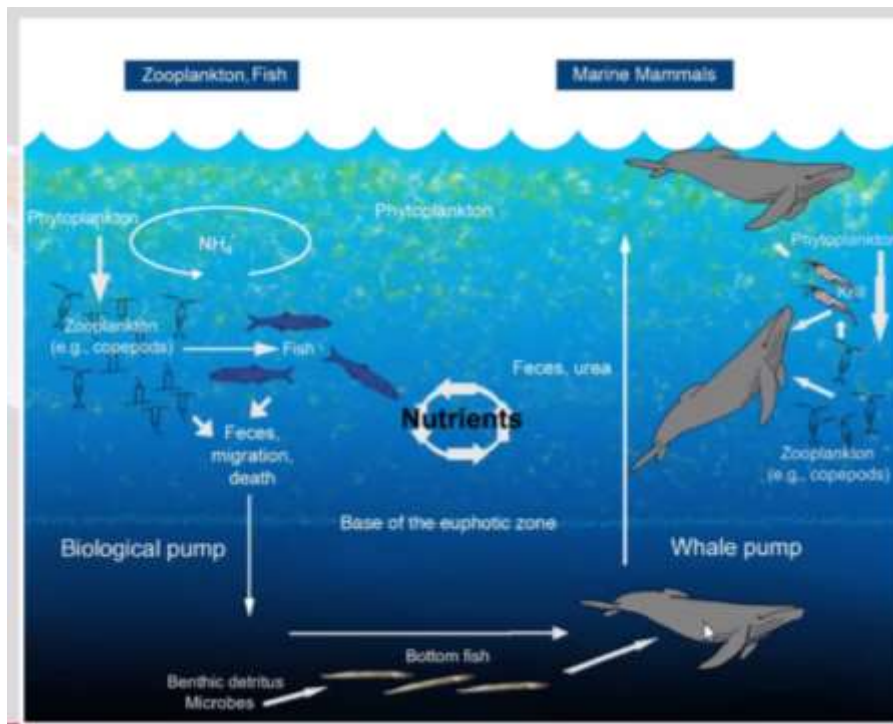 Zooplankton, Fish
Marine Mammals
Phytoplankton
NH₄
Phytoplankton
Phytoplankton
Krill
Zooplankton
(e.g., copepods)
Fish
Feces, urea
Nutrients
Feces,
migration,
death
Zooplankton
(e.g., copepods)
Base of the euphotic zone
Biological pump
Whale pump
Bottom fish
Benthic detritus
Microbes